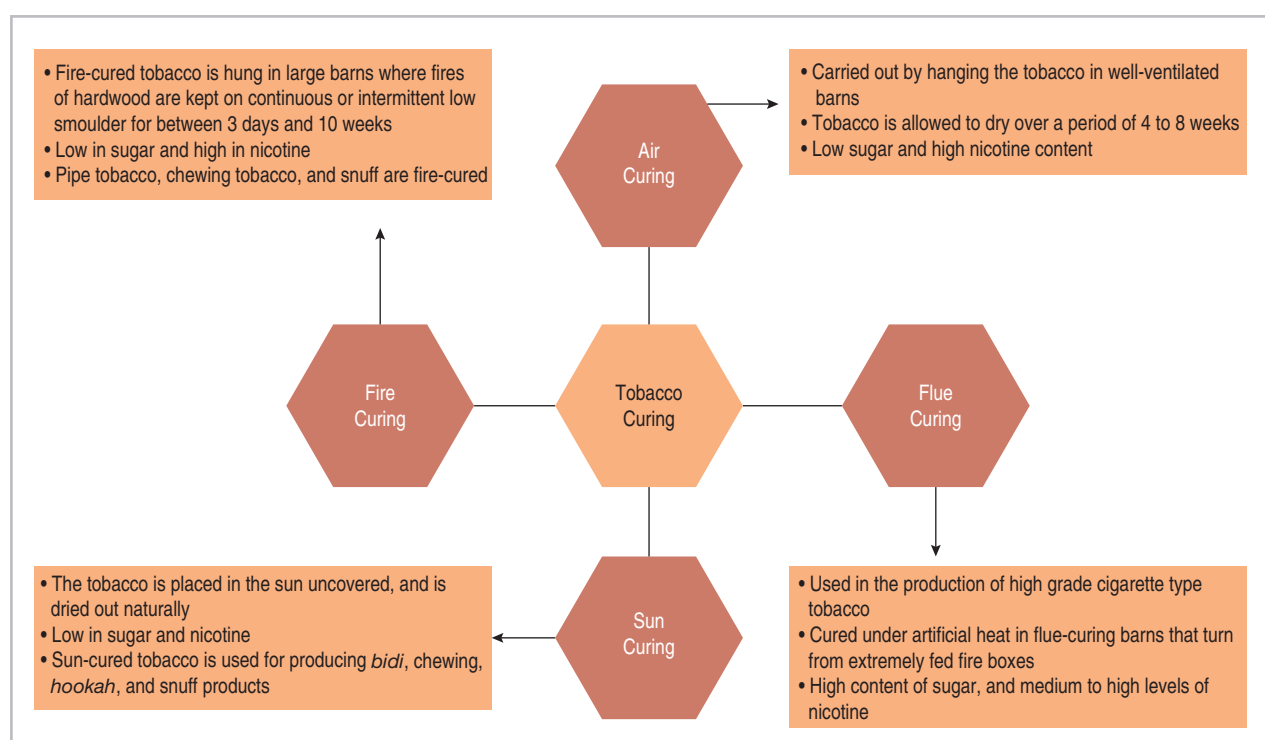 • Fire-cured tobacco is hung in large barns where fires
of hardwood are kept on continuous or intermittent low
smoulder for between 3 days and 10 weeks
• Low in sugar and high in nicotine
• Pipe tobacco, chewing tobacco, and snuff are fire-cured
Air
Curing
• Carried out by hanging the tobacco in well-ventilated
barns
• Tobacco is allowed to dry over a period of 4 to 8 weeks
• Low sugar and high nicotine content
Fire
Curing
Tobacco
Curing
Flue
Curing
• The tobacco is placed in the sun uncovered, and is
dried out naturally
• Low in sugar and nicotine
• Sun-cured tobacco is used for producing bidi, chewing,
hookah, and snuff products
Sun
Curing
• Used in the production of high grade cigarette type
tobacco
• Cured under artificial heat in flue-curing barns that turn
from extremely fed fire boxes
• High content of sugar, and medium to high levels of
nicotine